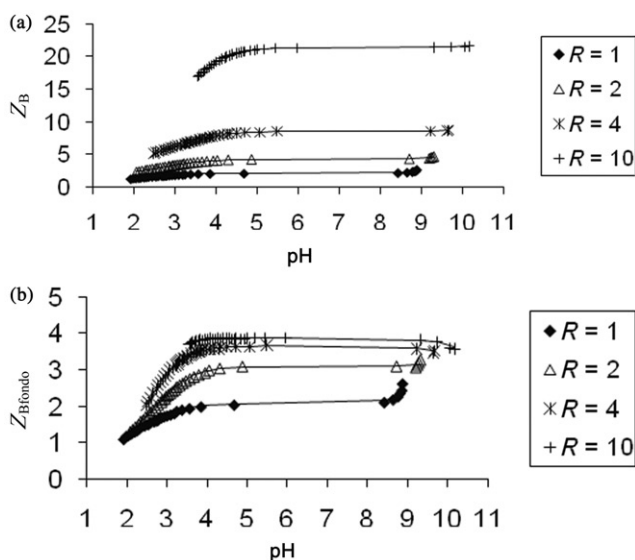 (a)
25
20
15
10
5
0
Z_B
1 2 3 4 5 6 7 8 9 10 11
pH
R = 1
R = 2
R = 4
R = 10
(b)
5
4
3
2
1
0
Z_Bfondo
1 2 3 4 5 6 7 8 9 10 11
pH
R = 1
R = 2
R = 4
R = 10